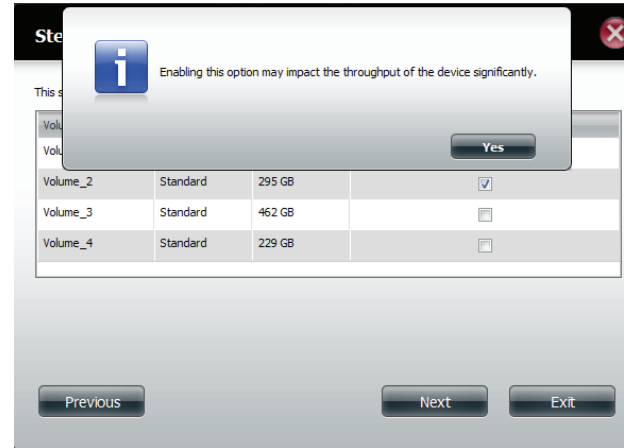 Ste
Enabling this option may impact the throughput of the device significantly.
This s
Yes
Volu
Volu
Volume_2 Standard 295 GB
Volume_3 Standard 462 GB
Volume_4 Standard 229 GB
Previous Next Exit